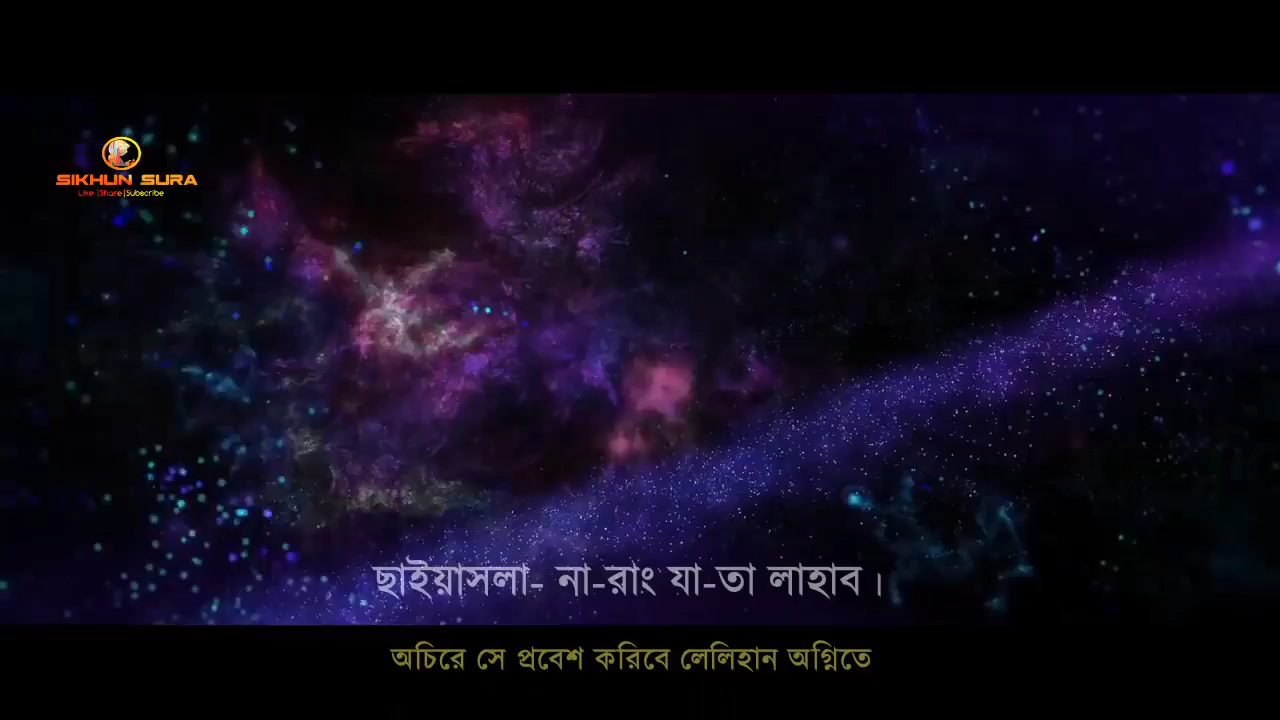 SIKHUN SURA
Like |Share|Subscribe
ছাইয়াসলা- না-রাং যা-তা লাহাব।
অচিরে সে প্রবেশ করিবে লেলিহান অগ্নিতে